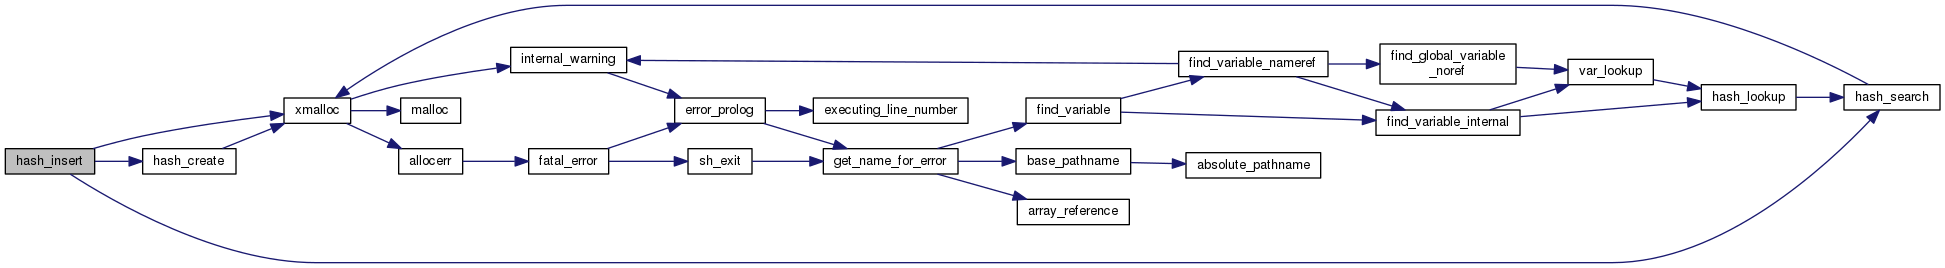 hash_insert
hash_create
xmalloc
malloc
allocerr
internal_warning
fatal_error
error_prolog
sh_exit
executing_line_number
get_name_for_error
find_variable
base_pathname
array_reference
find_variable_nameref
absolute_pathname
find_global_variable
_noref
find_variable_internal
var_lookup
hash_lookup
hash_search